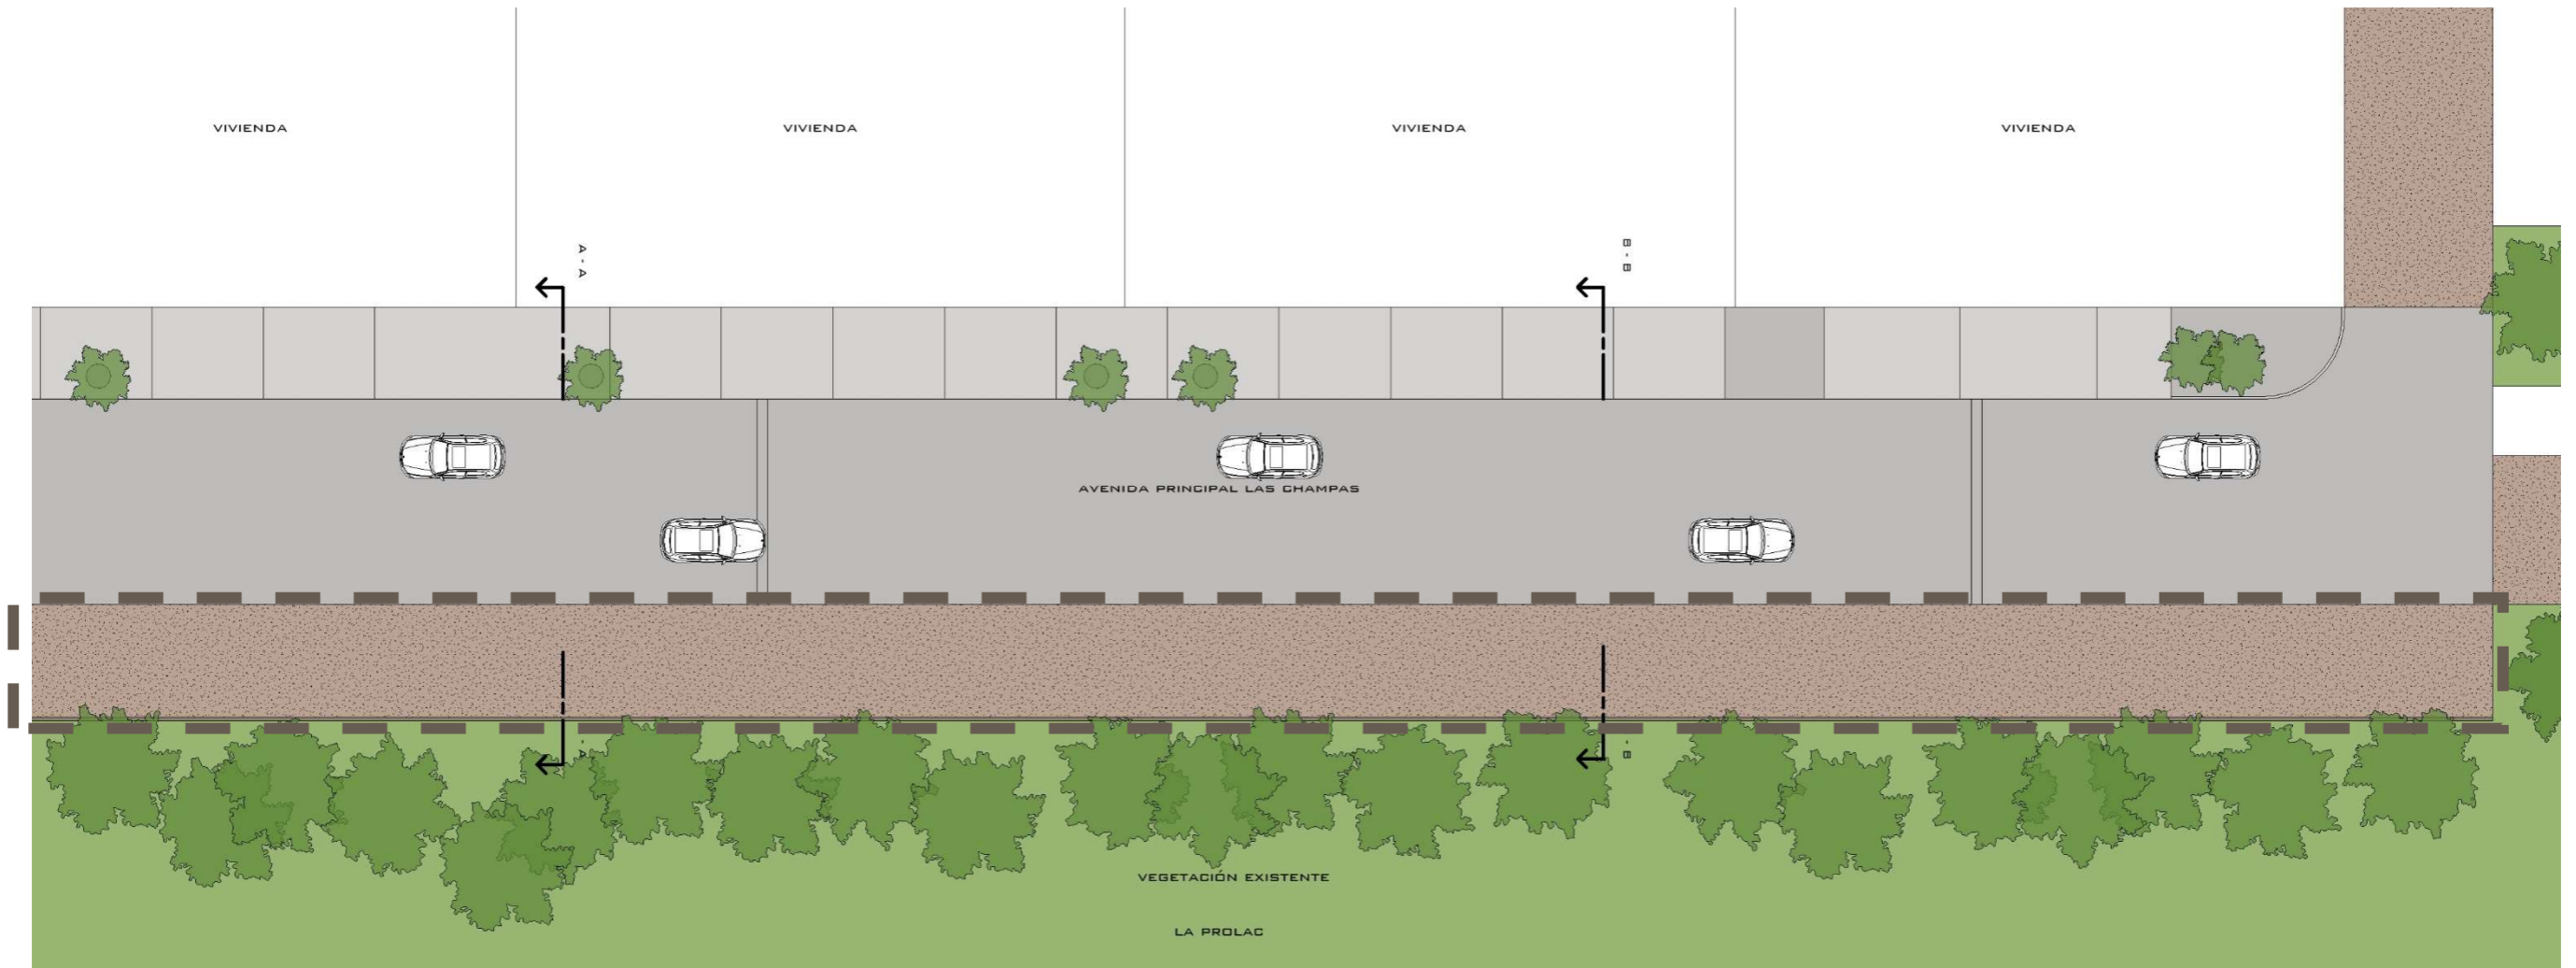 VIVIENDA
VIVIENDA
VIVIENDA
VIVIENDA
A - A
B - B
AVENIDA PRINCIPAL LAS CHAMPAS
- A
- B
VEGETACIÓN EXISTENTE
LA PROLAC